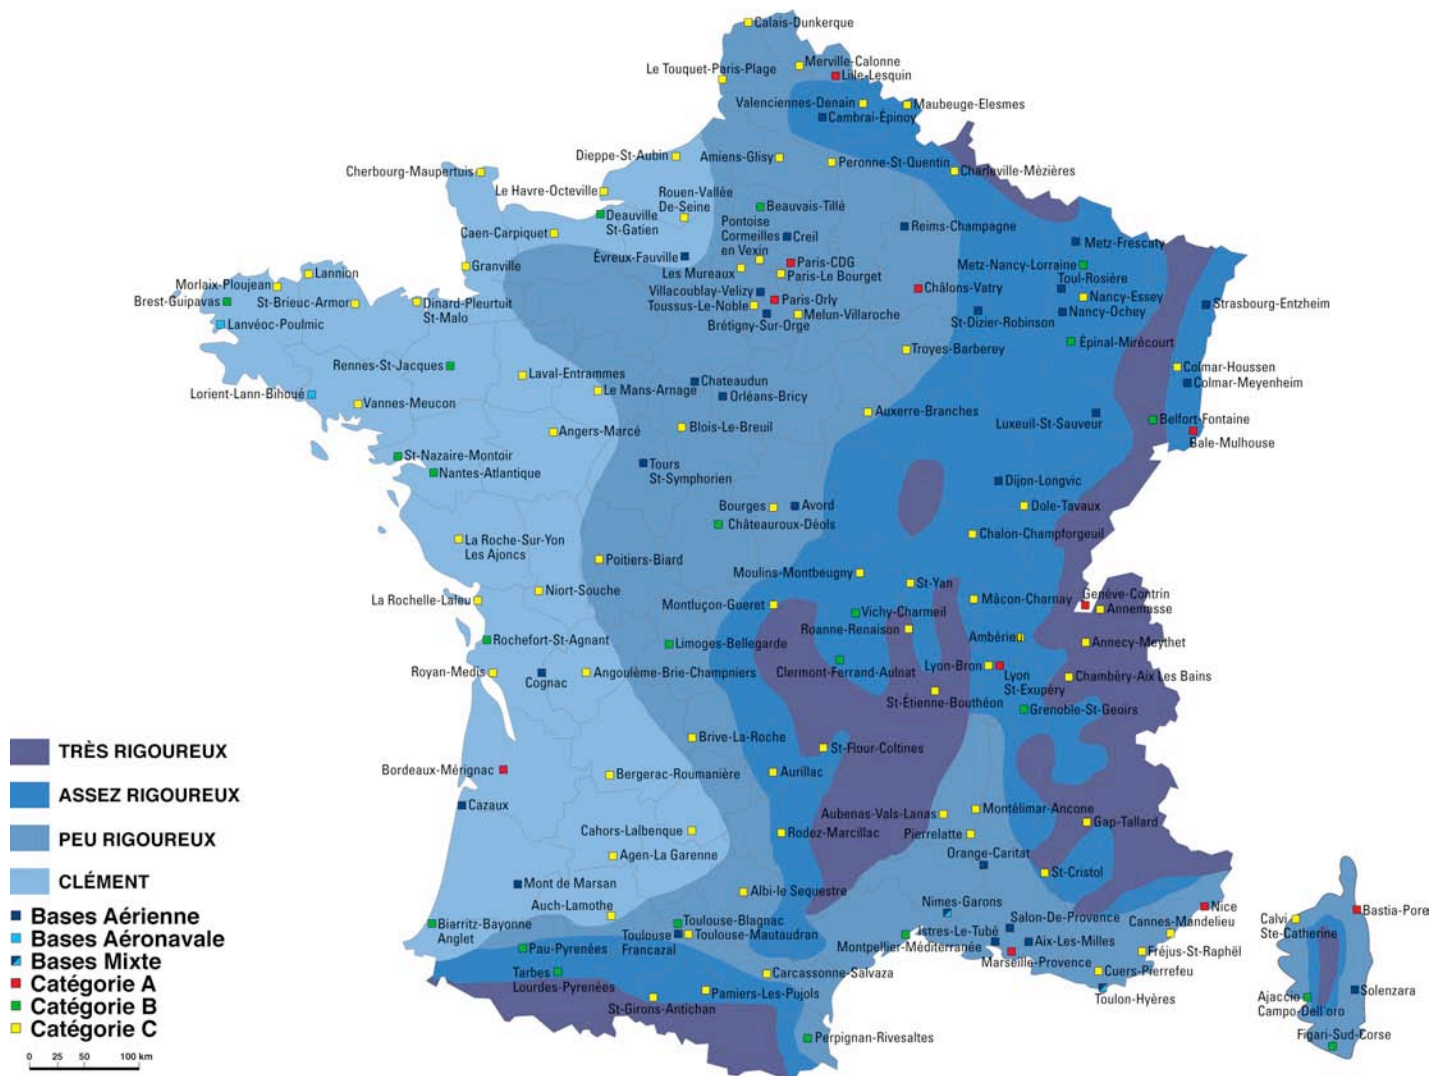 Calais-Dunkerque
Merville-Calonne
Le Touquet-Paris-Plage
Lille-Lesquin
Valenciennes-Denain
Maubeuge-Elesmes
Cambrai-Épinoy
Dieppe-St-Aubin
Amiens-Glisy
Peronne-St-Quentin
Charleville-Mèzières
Cherbourg-Maupertuis
Le Havre-Octeville
Rouen-Vallée
De-Seine
Beauvais-Tillé
Deauville
St-Gatien
Pontoise
Cormeilles
en Vexin
Creil
Reims-Champagne
Caen-Carpiquet
Metz-Frescaty
Évreux-Fauville
Les Mureaux
Paris-CDG
Paris-Le Bourget
Metz-Nancy-Lorraine
Toul-Rosière
Granville
Lannion
Morlaix-Ploujean
Brest-Guipavas
St-Brieuc-Armor
Dinard-Pleurtuit
St-Malo
Villacoublay-Velizy
Toussus-Le-Noble
Paris-Orly
Melun-Villaroche
Brétigny-Sur-Orge
Châlons-Vatry
Nancy-Essey
Nancy-Ochey
St-Dizier-Robinson
Strasbourg-Entzheim
Lanvéoc-Poulmic
Épinal-Mirécourt
Troyes-Barberey
Rennes-St-Jacques
Laval-Entrammes
Chateaudun
Colmar-Houssen
Colmar-Meyenheim
Lorient-Lann-Bihoué
Le Mans-Arnage
Orléans-Bricy
Vannes-Meucon
Auxerre-Branches
Luxeuil-St-Sauveur
Belfort-Fontaine
Bale-Mulhouse
Angers-Marcé
Blois-Le-Breuil
St-Nazaire-Montoir
Nantes-Atlantique
Tours
St-Symphorien
Dijon-Longvic
Bourges
Avord
Dole-Tavaux
Châteauroux-Déols
Chalon-Champforgeuil
La Roche-Sur-Yon
Les Ajoncs
Poitiers-Biard
Moulins-Montbeugny
St-Yan
Niort-Souche
La Rochelle-Laleu
Montluçon-Gueret
Vichy-Charmeil
Mâcon-Charnay
Genève-Contrin
Annemasse
Roanne-Renaison
Ambérieu
Rochefort-St-Agnant
Limoges-Bellegarde
Annecy-Meythet
Royan-Medis
Cognac
Angoulème-Brie-Champniers
Clermont-Ferrand-Aulnat
Lyon-Bron
Lyon
St-Exupéry
Chambéry-Aix Les Bains
St-Étienne-Bouthéon
Grenoble-St-Geoirs
Brive-La-Roche
St-Flour-Coltines
Bordeaux-Mérignac
Bergerac-Roumanière
Aurillac
Cazaux
Aubenas-Vals-Lanas
Montélimar-Ancone
Gap-Tallard
Cahors-Lalbenque
Rodez-Marcillac
Pierrelatte
Agen-La Garenne
Orange-Caritat
St-Cristol
Mont de Marsan
Albi-le Sequestre
Auch-Lamothe
Nimes-Garons
Salon-De-Provence
Nice
Cannes-Mandelieu
Biarritz-Bayonne
Anglet
Toulouse-Blagnac
Toulouse
Francazal
Toulouse-Mautaudran
Istres-Le-Tubé
Montpellier-Méditerranée
Aix-Les-Milles
Marseille-Provence
Fréjus-St-Raphël
Pau-Pyrenées
Tarbes
Lourdes-Pyrenées
Carcassonne-Salvaza
Cuers-Pierrefeu
Toulon-Hyères
St-Girons-Antichan
Pamiers-Les-Pujols
Perpignan-Rivesaltes
Calvi
Ste-Catherine
Bastia-Pore
Ajaccio
Campo-Dell'oro
Solenzara
Figari-Sud-Corse
TRÈS RIGOUREUX
ASSEZ RIGOUREUX
PEU RIGOUREUX
CLÉMENT
Bases Aérienne
Bases Aéronavale
Bases Mixte
Catégorie A
Catégorie B
Catégorie C
0 25 50 100 km